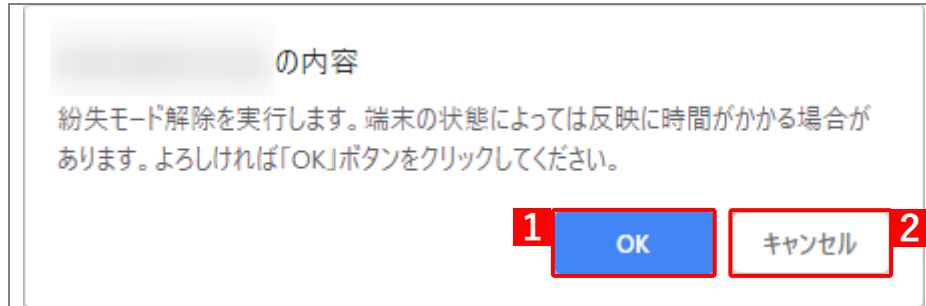 の内容
紛失モード解除を実行します。端末の状態によっては反映に時間がかかる場合が
あります。よろしければ「OK」ボタンをクリックしてください。
1 OK キャンセル 2